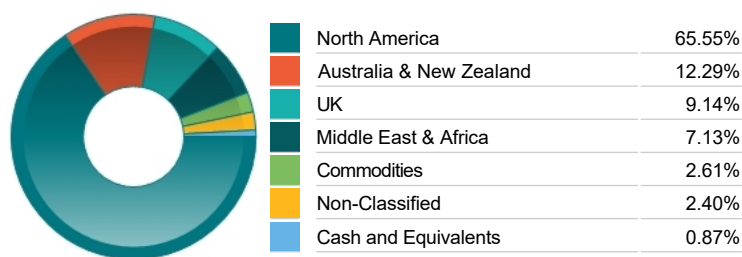 North America 65.55%
Australia & New Zealand 12.29%
UK 9.14%
Middle East & Africa 7.13%
Commodities 2.61%
Non-Classified 2.40%
Cash and Equivalents 0.87%